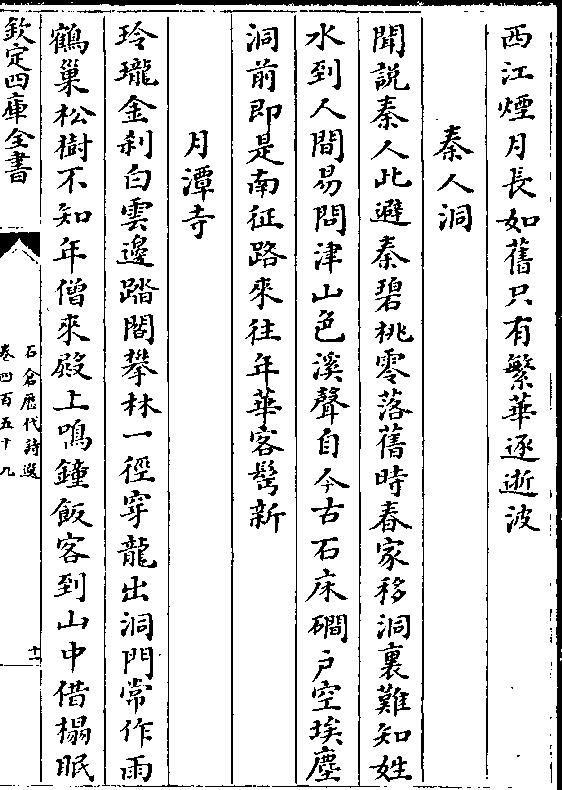 西江煙月長如舊只有繁華逐逝波
秦人洞
聞說秦人此避秦碧桃零落舊時春家移洞裏難知姓
水到人間易問津山色溪聲自今古石床磵戶空埃塵
洞前即是南征路來往年華客鬢新
月潭寺
玲瓏金刹白雲邊踏閣攀林一徑穿龍出洞門常作雨
鶴巢松樹不知年僧來殿上鳴鐘飯客到山中借榻眠
欽定四庫全書
石倉歷代詩選
卷四百五十九
十一